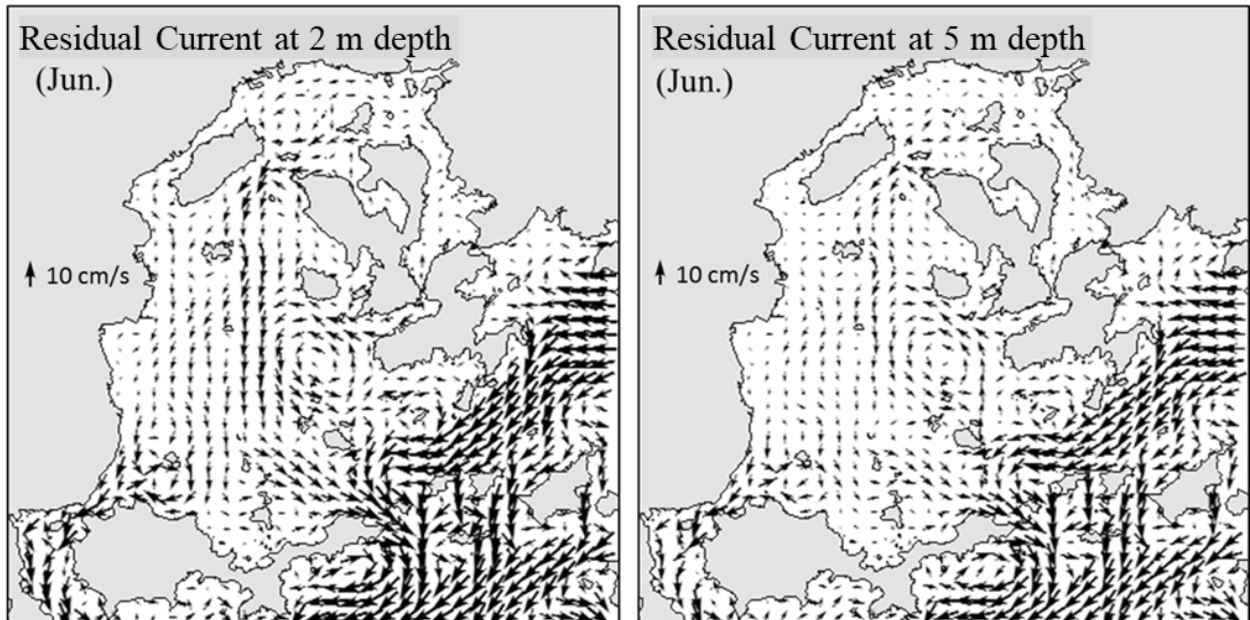 Residual Current at 2 m depth
(Jun.)
10 cm/s
Residual Current at 5 m depth
(Jun.)
10 cm/s